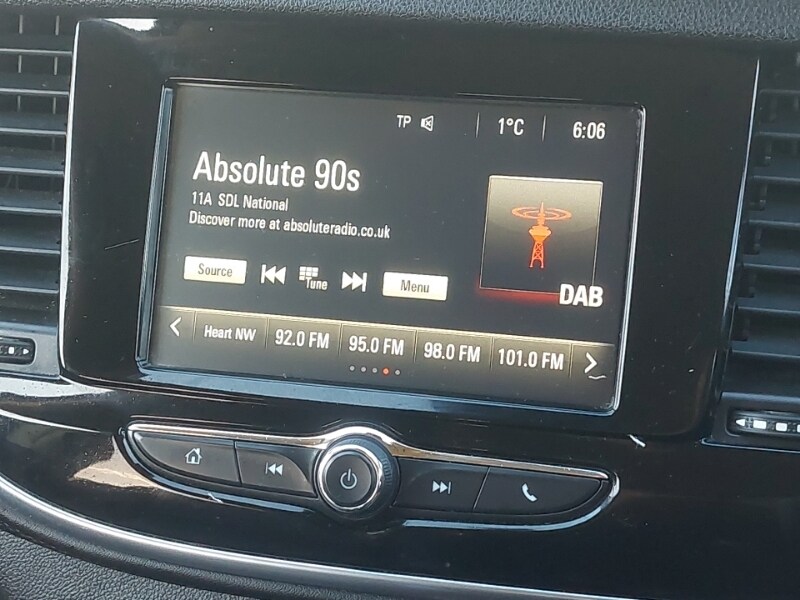 TP 1°C 6:06
Absolute 90s
11A SDL National
Discover more at absoluteradio.co.uk
Source Tune Menu
DAB
Heart NW 92.0 FM 95.0 FM 98.0 FM 101.0 FM